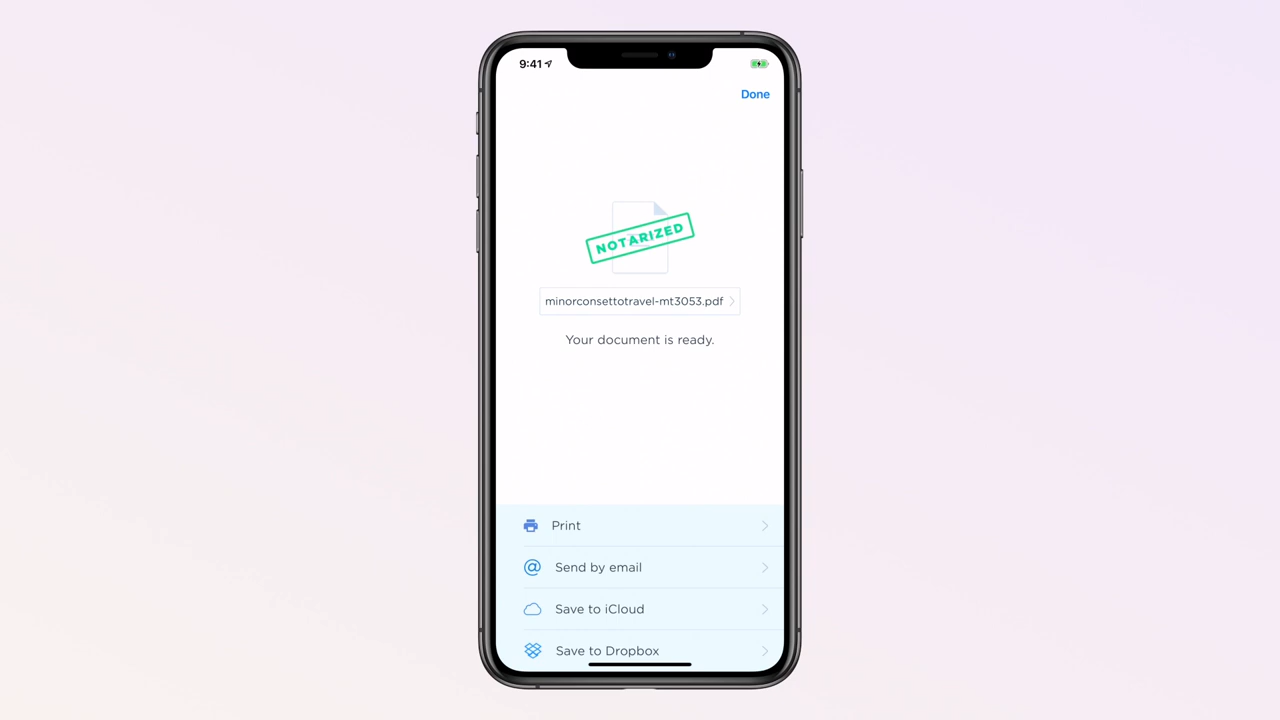 9:41
Done
NOTARIZED
minorconsettotravel-mt3053.pdf
Your document is ready.
Print
Send by email
Save to iCloud
Save to Dropbox